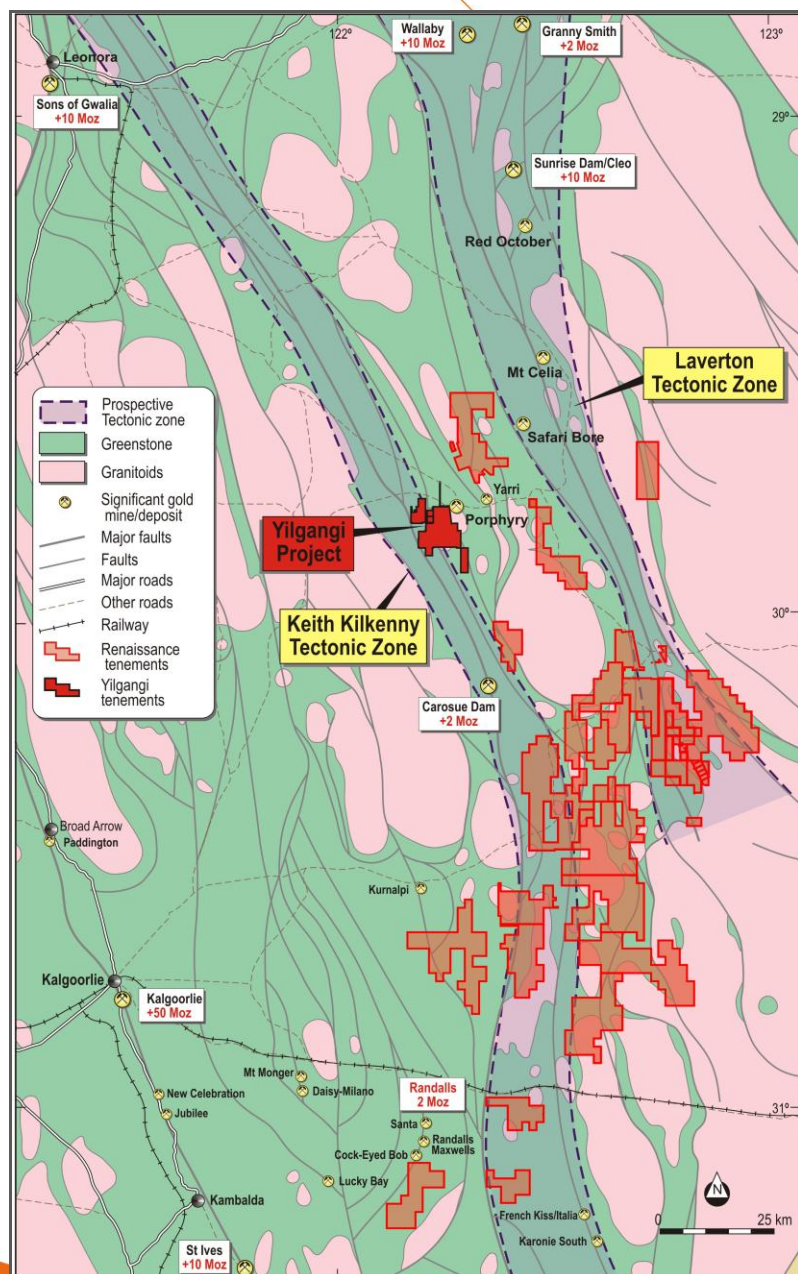 122°
123°
Wallaby
+10 Moz
Granny Smith
+2 Moz
Leonora
Sons of Gwalia
+10 Moz
29°
Sunrise Dam/Cleo
+10 Moz
Red October
Mt Celia
Laverton
Tectonic Zone
Safari Bore
Prospective
Tectonic zone
Greenstone
Granitoids
Significant gold
mine/deposit
Major faults
Faults
Major roads
Other roads
Railway
Renaissance
tenements
Yilgangi
tenements
Yarri
Porphyry
Yilgangi
Project
Keith Kilkenny
Tectonic Zone
30°
Carosue Dam
+2 Moz
Broad Arrow
Paddington
Kurnalpi
Kalgoorlie
Kalgoorlie
+50 Moz
Mt Monger
Daisy-Milano
New Celebration
Jubilee
Randalls
2 Moz
Santa
Randalls
Maxwells
Cock-Eyed Bob
Lucky Bay
31°
Kambalda
St Ives
+10 Moz
French Kiss/Italia
Karonie South
N
0
25 km